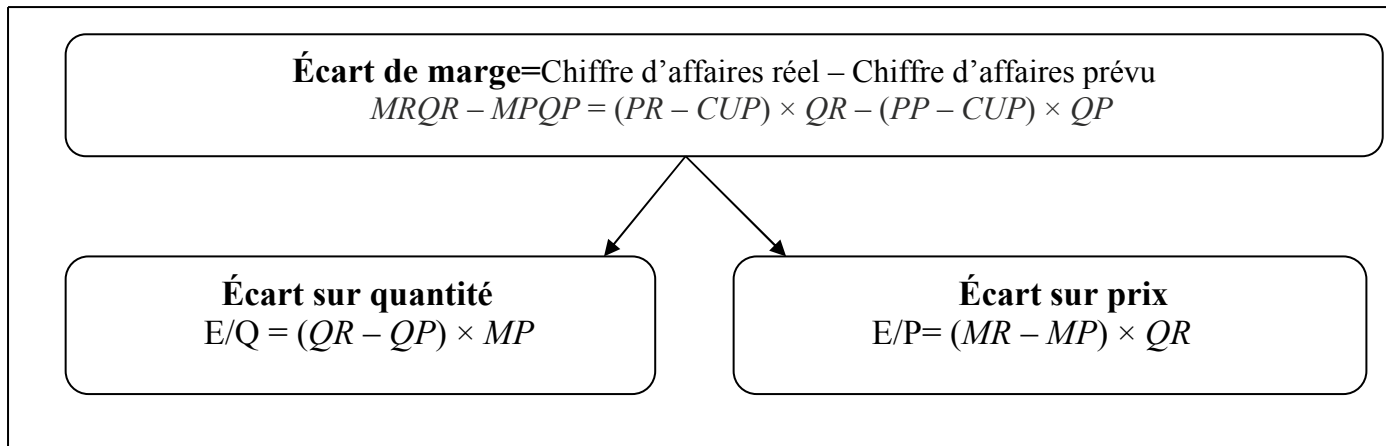 Écart de marge=Chiffre d’affaires réel – Chiffre d’affaires prévu
MRQR – MPQP = (PR – CUP) × QR – (PP – CUP) × QP
Écart sur quantité
E/Q = (QR – QP) × MP
Écart sur prix
E/P= (MR – MP) × QR